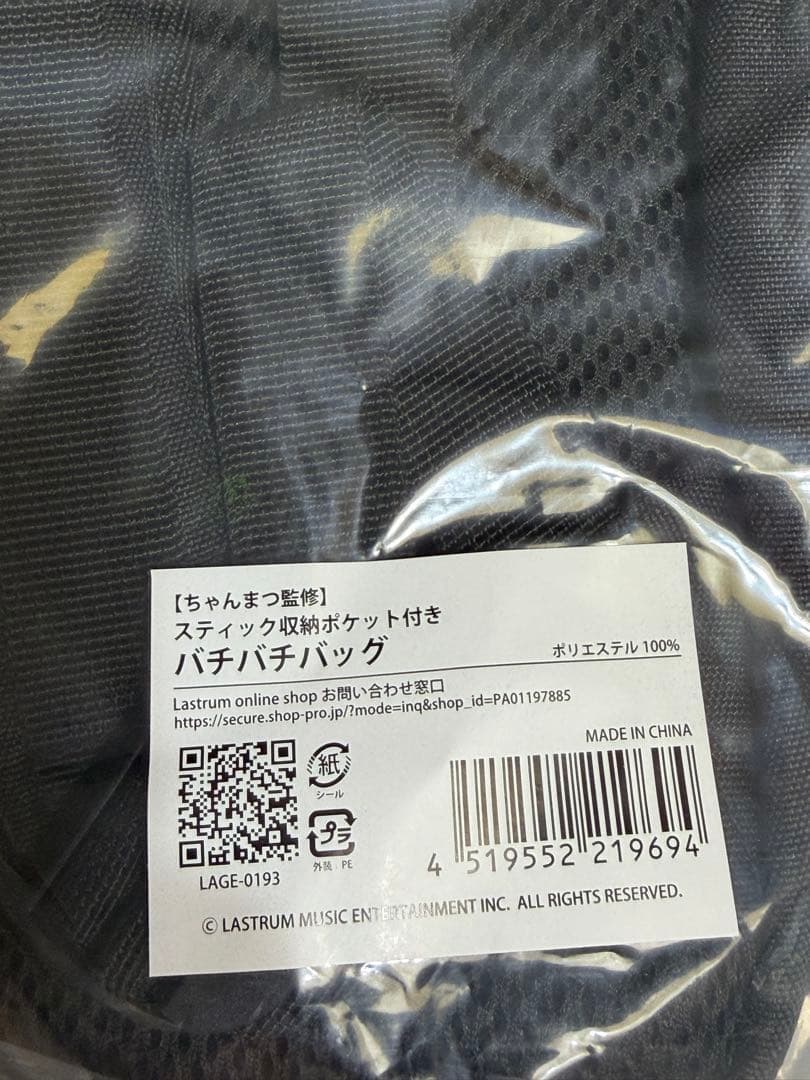 【ちゃんまつ監修】
スティック収納ポケット付き
バチバチバッグ
ポリエステル 100%
Lastrum online shop お問い合わせ窓口
https://secure.shop-pro.jp/?mode=inq&shop_id=PA01197885
MADE IN CHINA
紙
シール
プラ
外装:PE
LAGE-0193
4 519552 219694
© LASTRUM MUSIC ENTERTAINMENT INC. ALL RIGHTS RESERVED.